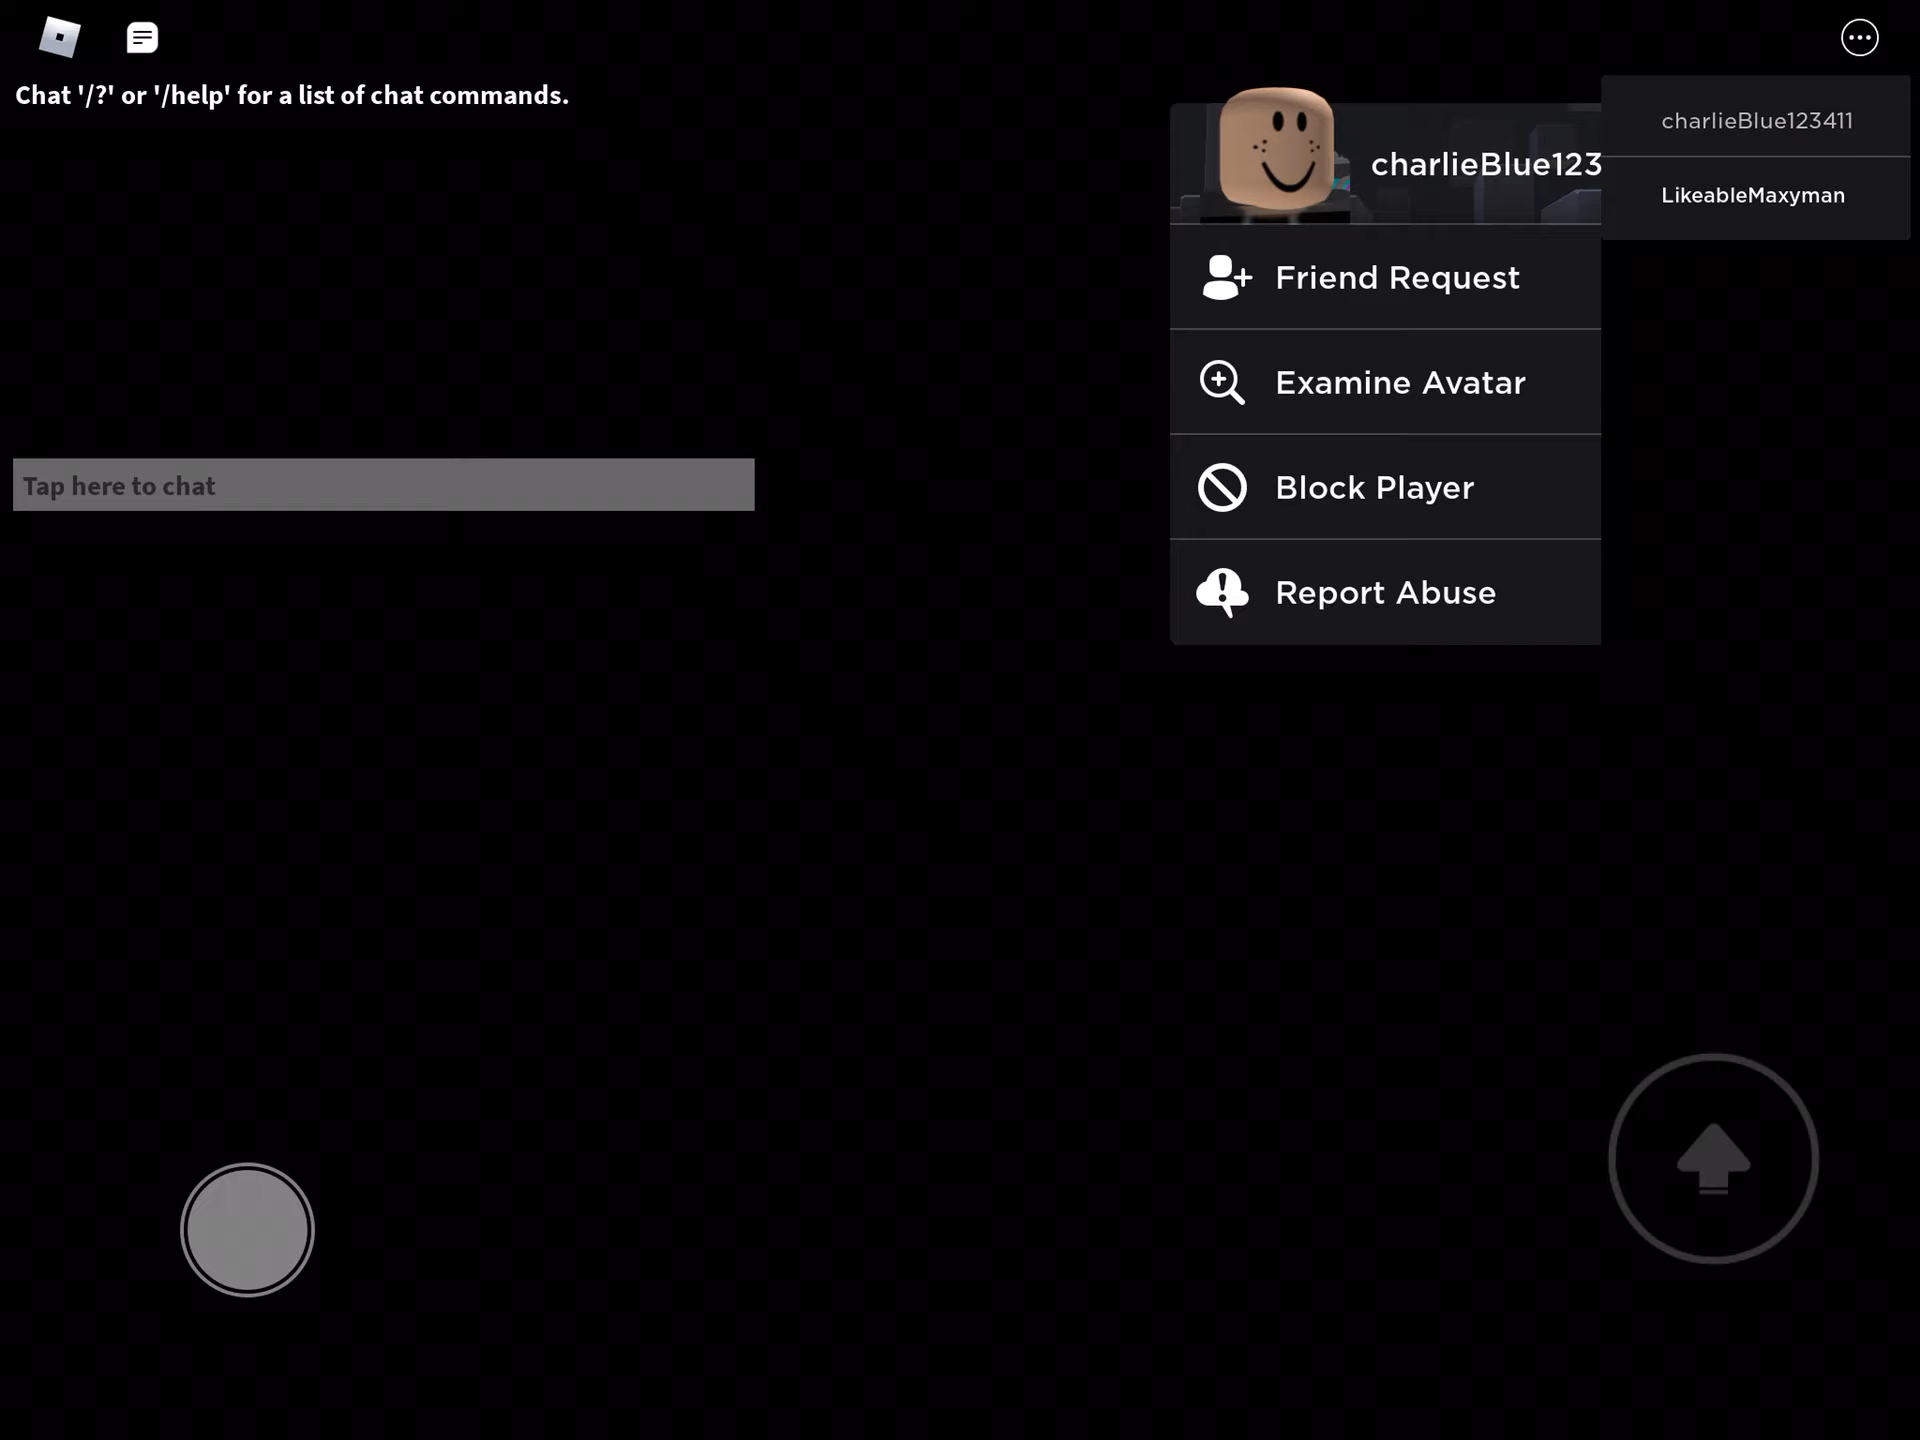 Chat '/?' or '/help' for a list of chat commands.
Tap here to chat
charlieBlue123
Friend Request
Examine Avatar
Block Player
Report Abuse
charlieBlue123411
LikeableMaxyman